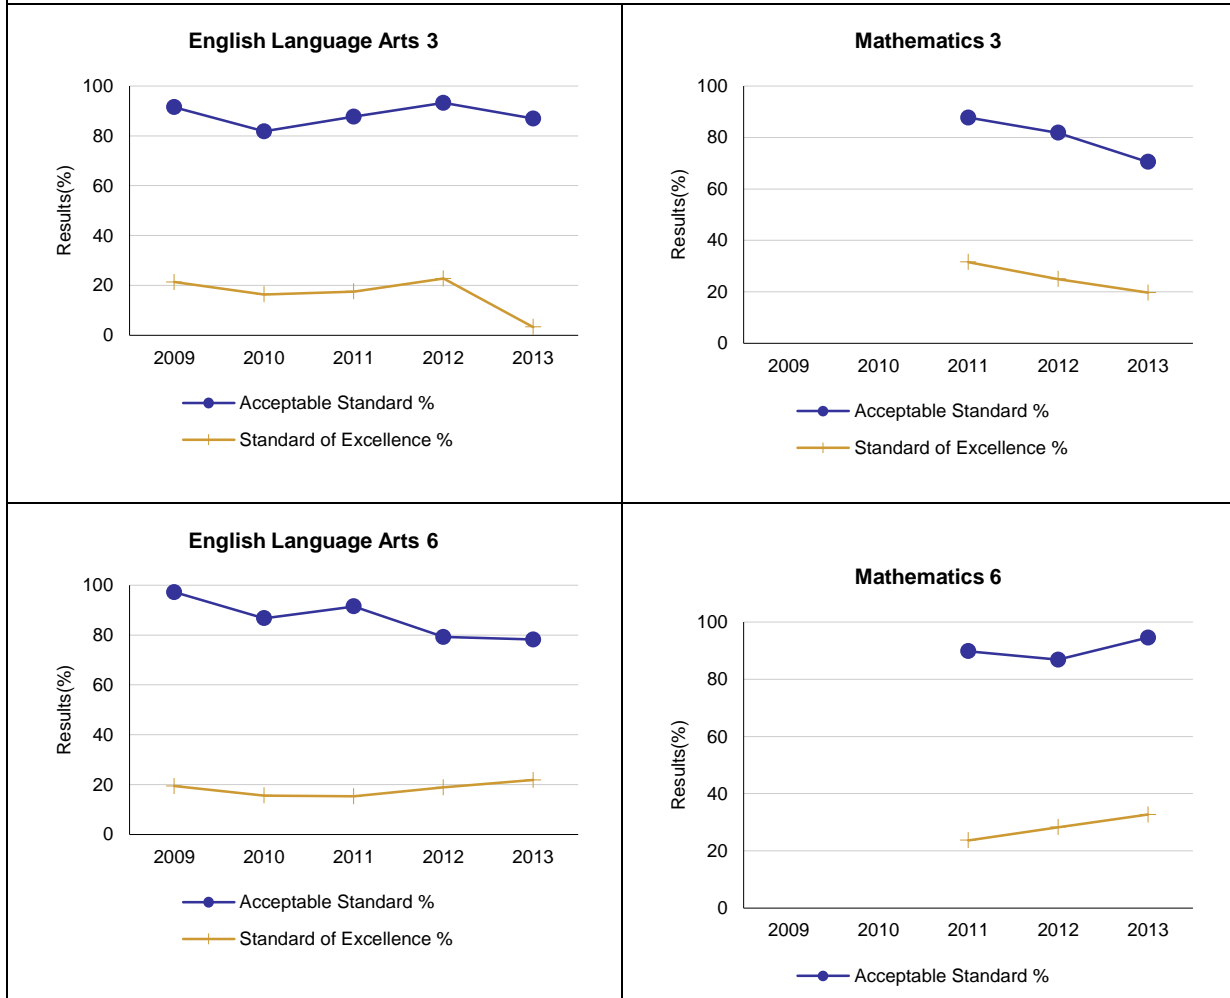 English Language Arts 3
100
80
60
40
20
0
Results(%)
2009 2010 2011 2012 2013
Acceptable Standard %
Standard of Excellence %
Mathematics 3
100
80
60
40
20
0
Results(%)
2009 2010 2011 2012 2013
Acceptable Standard %
Standard of Excellence %
English Language Arts 6
100
80
60
40
20
0
Results(%)
2009 2010 2011 2012 2013
Acceptable Standard %
Standard of Excellence %
Mathematics 6
100
80
60
40
20
0
Results(%)
2009 2010 2011 2012 2013
Acceptable Standard %